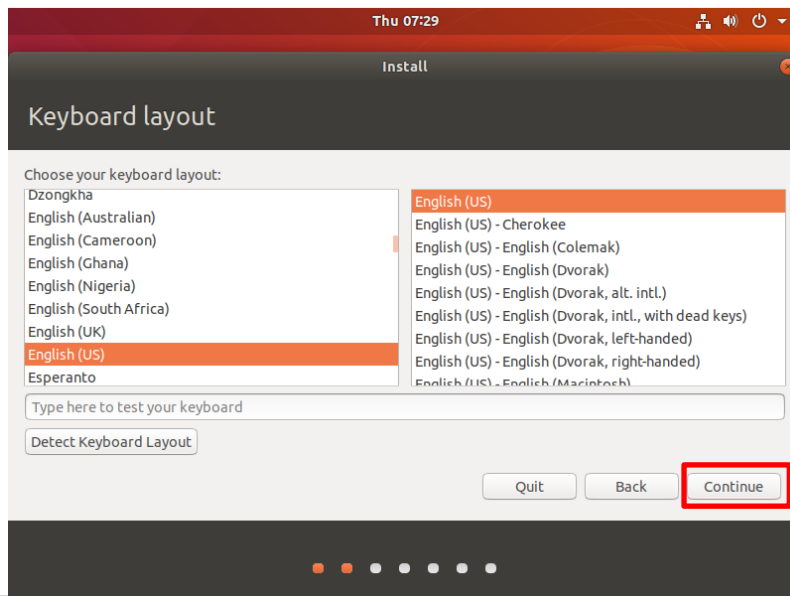 Thu 07:29
Install
Keyboard layout
Choose your keyboard layout:
Dzongkha
English (Australian)
English (Cameroon)
English (Ghana)
English (Nigeria)
English (South Africa)
English (UK)
English (US)
Esperanto
English (US)
English (US) - Cherokee
English (US) - English (Colemak)
English (US) - English (Dvorak)
English (US) - English (Dvorak, alt. intl.)
English (US) - English (Dvorak, intl., with dead keys)
English (US) - English (Dvorak, left-handed)
English (US) - English (Dvorak, right-handed)
English (US) - English (Macintosh)
Type here to test your keyboard
Detect Keyboard Layout
Quit Back Continue